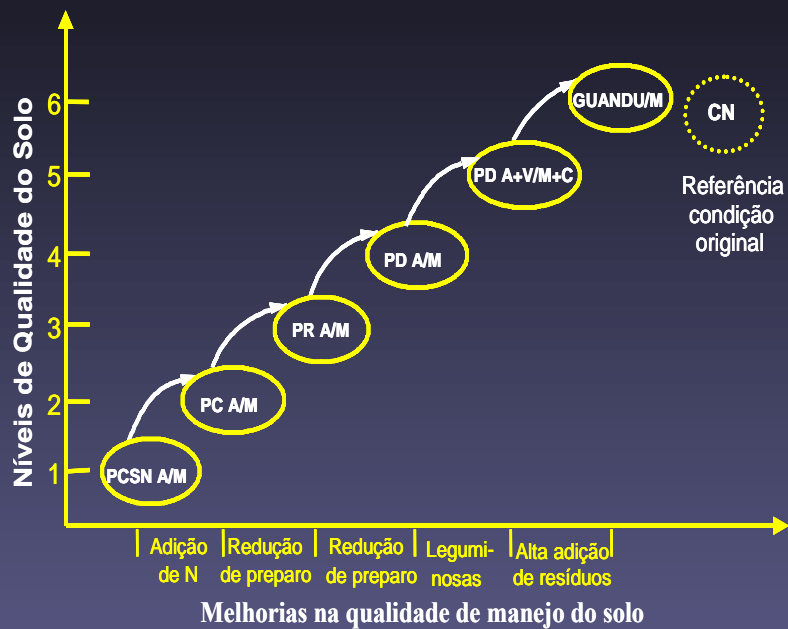 Níveis de Qualidade do Solo
6
5
4
3
2
1
GUANDU/M
CN
PD A+V/M+C
Referência
condição
original
PD A/M
PR A/M
PC A/M
PCSN A/M
Adição
de N
Redução
de preparo
Redução
de preparo
Legumi-
nosas
Alta adição
de resíduos
Melhorias na qualidade de manejo do solo